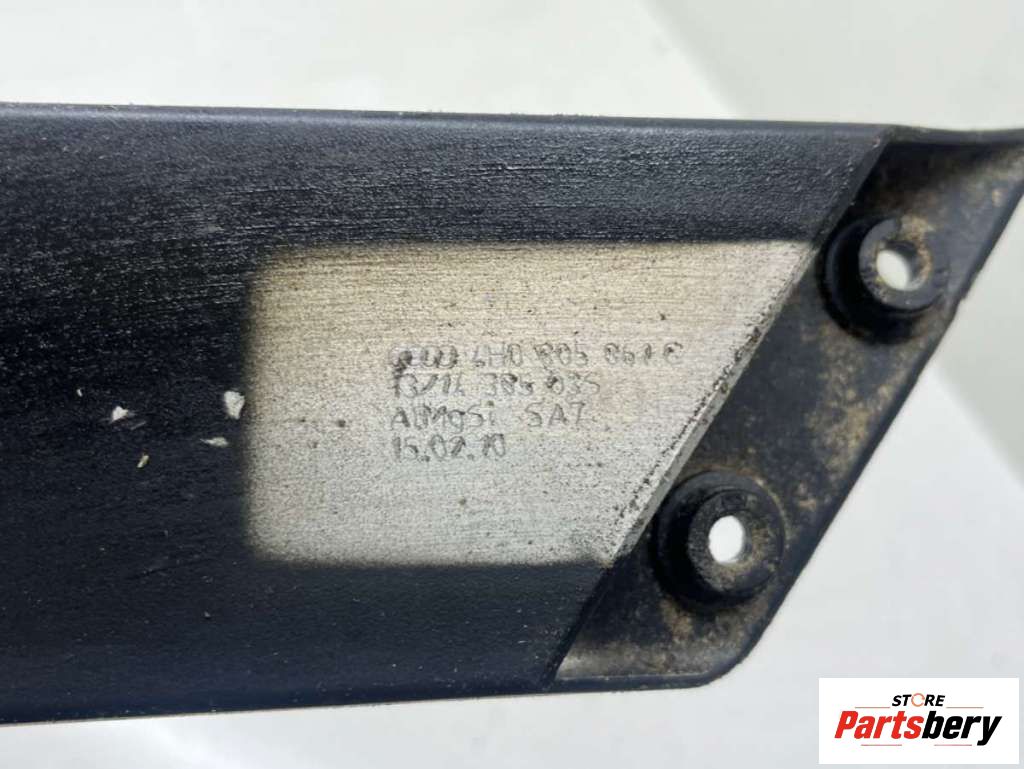 4H0 805 861 C
AlMgSi SA7
15.02.10
STORE
Partsbery